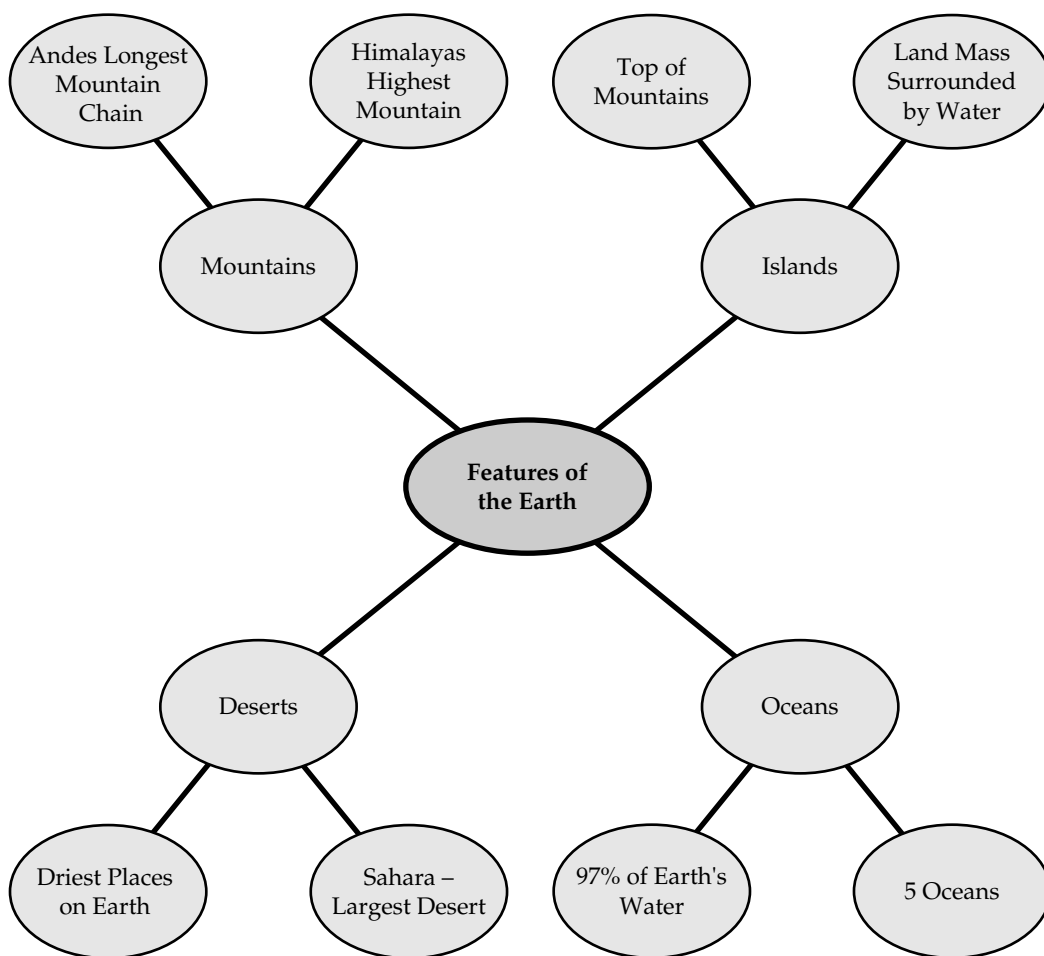 Andes Longest
Mountain
Chain
Himalayas
Highest
Mountain
Top of
Mountains
Land Mass
Surrounded
by Water
Mountains
Islands
Features of
the Earth
Deserts
Oceans
Driest Places
on Earth
Sahara –
Largest Desert
97% of Earth's
Water
5 Oceans